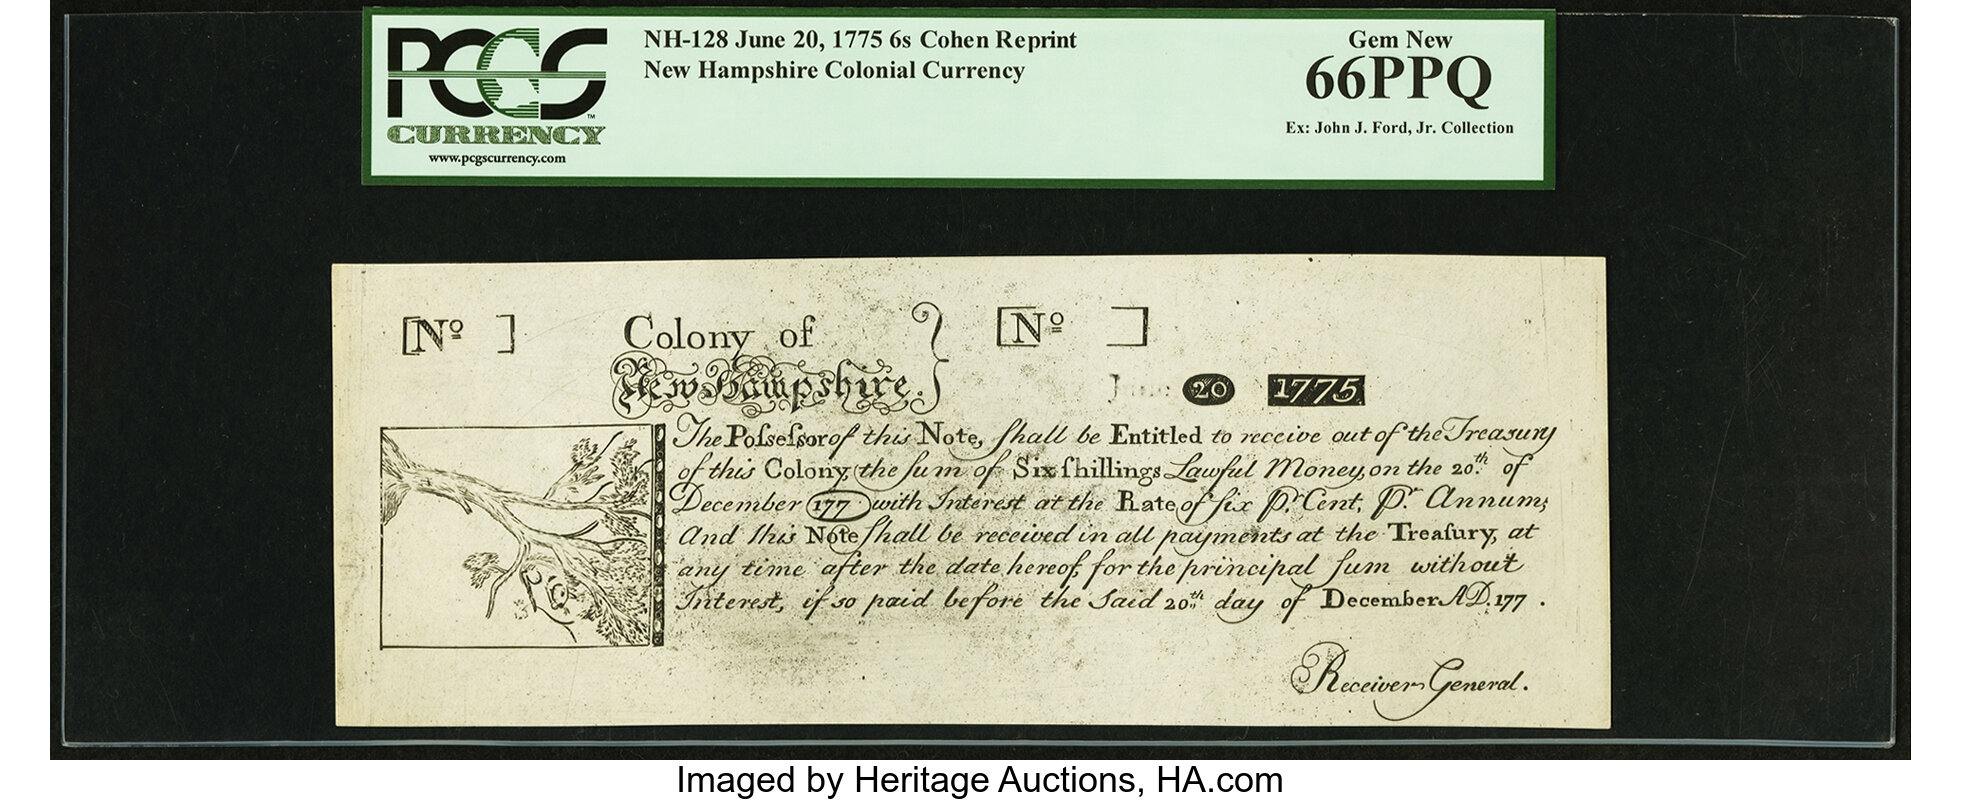 PCGS
CURRENCY
www.pcgscurrency.com
NH-128 June 20, 1775 6s Cohen Reprint
New Hampshire Colonial Currency
Gem New
66PPQ
Ex: John J. Ford, Jr. Collection
[Nº ]
Colony of
New Hampshire.
[Nº ]
June 20 1775
The Poſseſsor of this Note, ſhall be Entitled to receive out of the Treasury
of this Colony, the ſum of Six ſhillings Lawful Money, on the 20.th of
December 177 with Interest at the Rate of ſix Pr. Cent, Pr. Annum;
And this Note ſhall be received in all payments at the Treaſury, at
any time after the date hereof, for the principal ſum without
Interest, if so paid before the Said 20th day of December AD. 177 .
Receiver General.
Imaged by Heritage Auctions, HA.com